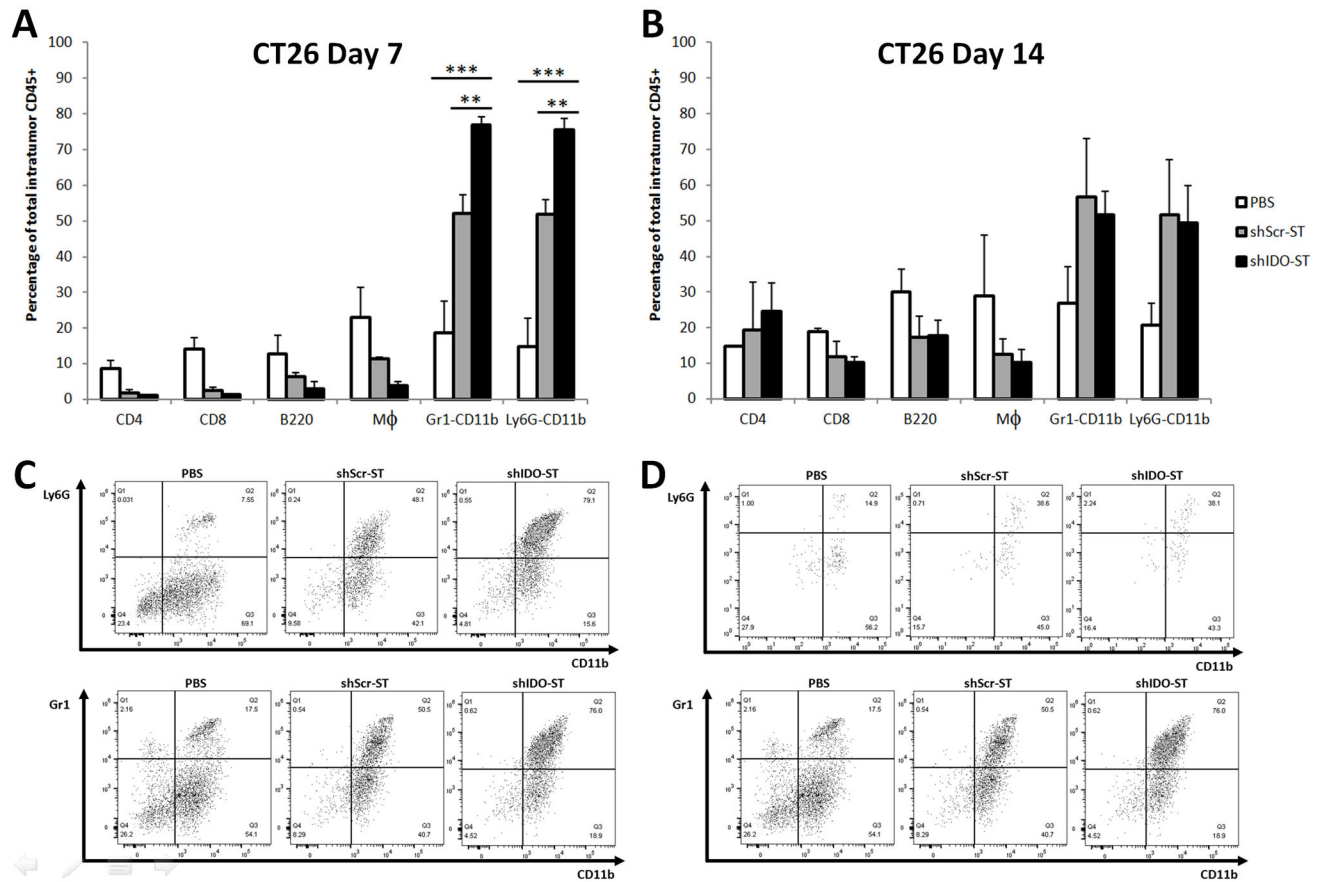 A
CT26 Day 7
Percentage of total intratumor CD45+
100
90
80
70
60
50
40
30
20
10
0
*** ***
** **
CD4 CD8 B220 Mϕ Gr1-CD11b Ly6G-CD11b
B
CT26 Day 14
Percentage of total intratumor CD45+
100
90
80
70
60
50
40
30
20
10
0
CD4 CD8 B220 Mϕ Gr1-CD11b Ly6G-CD11b
PBS
shScr-ST
shIDO-ST
C
PBS shScr-ST shIDO-ST
Ly6G
Q1 0.031 Q2 7.55 Q4 23.4 Q3 69.1
Q1 0.24 Q2 48.1 Q4 9.58 Q3 42.1
Q1 0.55 Q2 79.1 Q4 4.81 Q3 15.6
CD11b
PBS shScr-ST shIDO-ST
Gr1
Q1 2.16 Q2 17.5 Q4 26.2 Q3 54.1
Q1 0.54 Q2 50.5 Q4 8.29 Q3 40.7
Q1 0.62 Q2 76.0 Q4 4.52 Q3 18.9
CD11b
D
PBS shScr-ST shIDO-ST
Ly6G
Q1 1.00 Q2 14.9 Q4 27.9 Q3 56.2
Q1 0.71 Q2 38.6 Q4 15.7 Q3 45.0
Q1 2.24 Q2 38.1 Q4 16.4 Q3 43.3
CD11b
PBS shScr-ST shIDO-ST
Gr1
Q1 2.16 Q2 17.5 Q4 26.2 Q3 54.1
Q1 0.54 Q2 50.5 Q4 8.29 Q3 40.7
Q1 0.62 Q2 76.0 Q4 4.52 Q3 18.9
CD11b